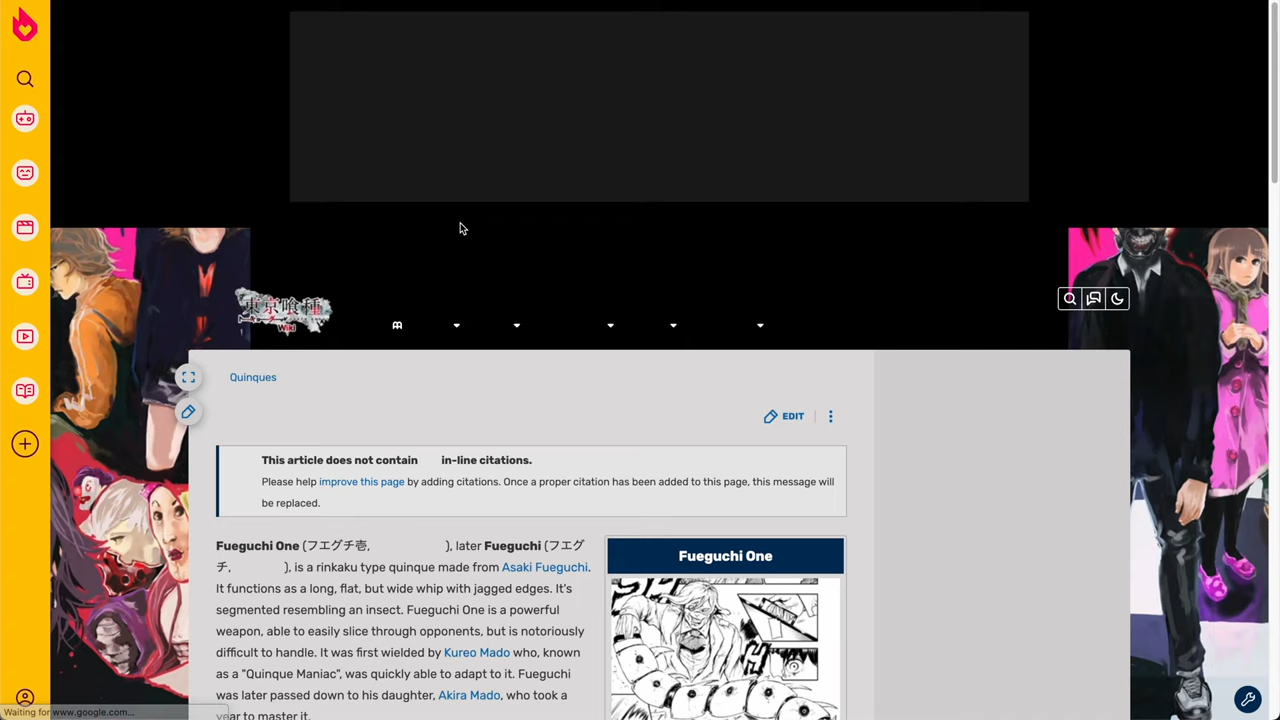 東京喰種
Wiki
Quinques
EDIT
This article does not contain in-line citations.
Please help improve this page by adding citations. Once a proper citation has been added to this page, this message will
be replaced.
Fueguchi One (フエグチ壱, ), later Fueguchi (フエグ
チ, ), is a rinkaku type quinque made from Asaki Fueguchi.
It functions as a long, flat, but wide whip with jagged edges. It's
segmented resembling an insect. Fueguchi One is a powerful
weapon, able to easily slice through opponents, but is notoriously
difficult to handle. It was first wielded by Kureo Mado who, known
as a "Quinque Maniac", was quickly able to adapt to it. Fueguchi
was later passed down to his daughter, Akira Mado, who took a
year to master it.
Fueguchi One
Waiting for www.google.com...